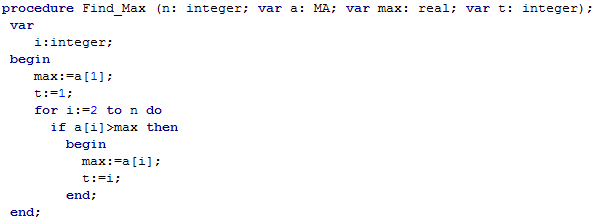 procedure Find_Max (n: integer; var a: MA; var max: real; var t: integer);
var
i:integer;
begin
max:=a[1];
t:=1;
for i:=2 to n do
if a[i]>max then
begin
max:=a[i];
t:=i;
end;
end;